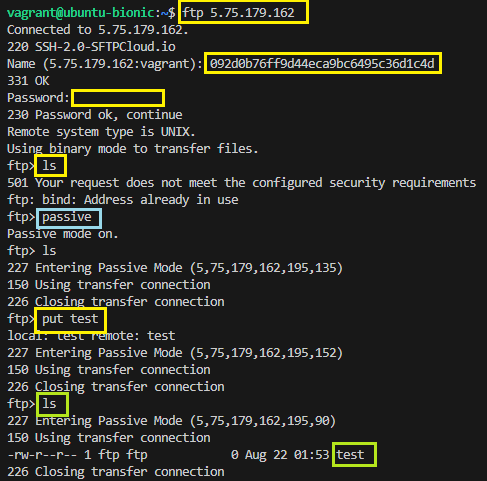 vagrant@ubuntu-bionic:~$ ftp 5.75.179.162
Connected to 5.75.179.162.
220 SSH-2.0-SFTPCloud.io
Name (5.75.179.162:vagrant): 092d0b76ff9d44eca9bc6495c36d1c4d
331 OK
Password:
230 Password ok, continue
Remote system type is UNIX.
Using binary mode to transfer files.
ftp> ls
501 Your request does not meet the configured security requirements
ftp: bind: Address already in use
ftp> passive
Passive mode on.
ftp> ls
227 Entering Passive Mode (5,75,179,162,195,135)
150 Using transfer connection
226 Closing transfer connection
ftp> put test
local: test remote: test
227 Entering Passive Mode (5,75,179,162,195,152)
150 Using transfer connection
226 Closing transfer connection
ftp> ls
227 Entering Passive Mode (5,75,179,162,195,90)
150 Using transfer connection
-rw-r--r-- 1 ftp ftp 0 Aug 22 01:53 test
226 Closing transfer connection